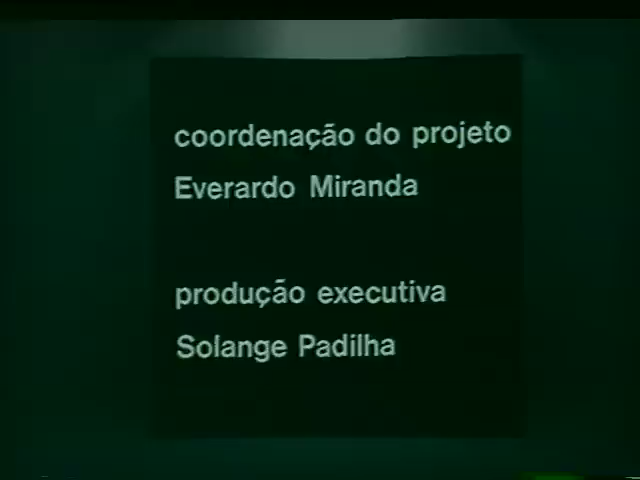 coordenação do projeto
Everardo Miranda
produção executiva
Solange Padilha